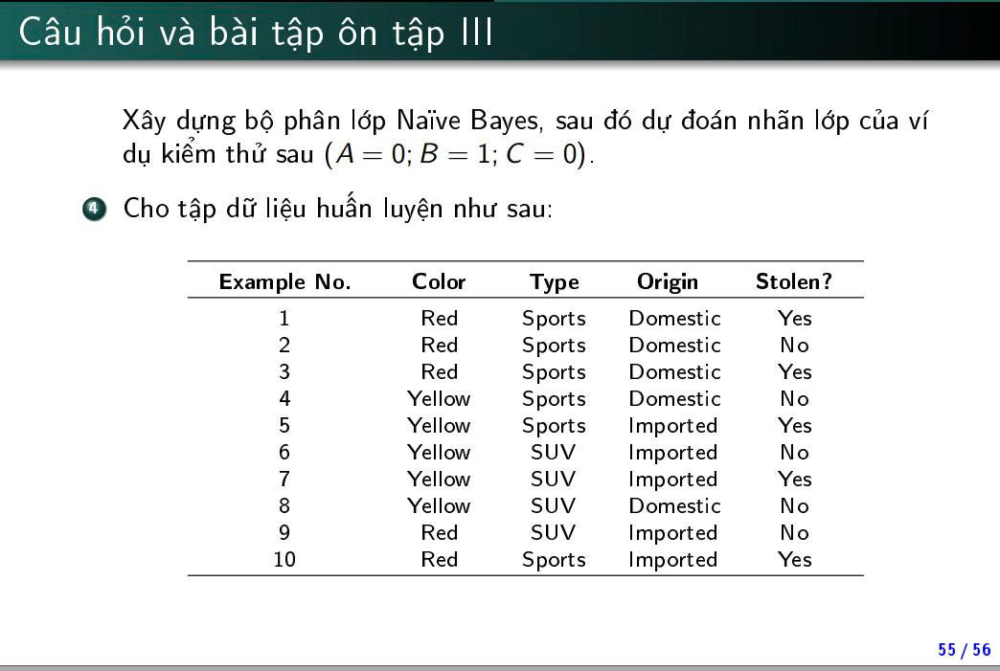 Câu hỏi và bài tập ôn tập III
Xây dựng bộ phân lớp Naïve Bayes, sau đó dự đoán nhãn lớp của ví
dụ kiểm thử sau (A = 0; B = 1; C = 0).
4 Cho tập dữ liệu huấn luyện như sau:
Example No. Color Type Origin Stolen?
1 Red Sports Domestic Yes
2 Red Sports Domestic No
3 Red Sports Domestic Yes
4 Yellow Sports Domestic No
5 Yellow Sports Imported Yes
6 Yellow SUV Imported No
7 Yellow SUV Imported Yes
8 Yellow SUV Domestic No
9 Red SUV Imported No
10 Red Sports Imported Yes
55 / 56